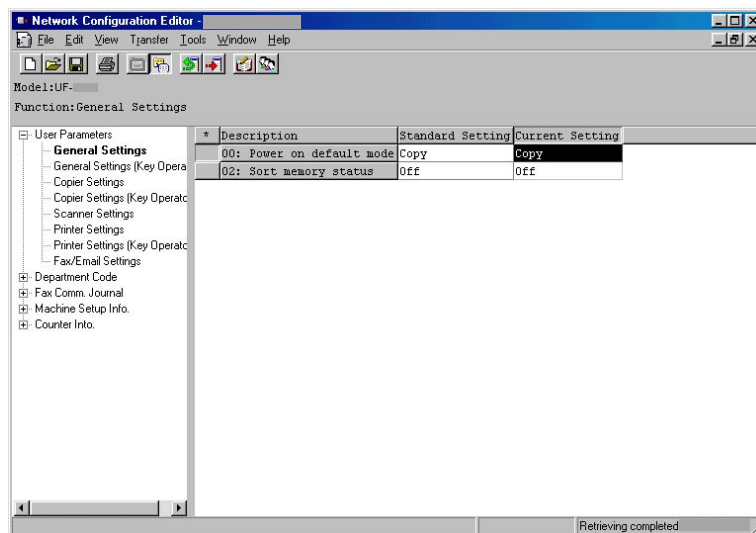 Network Configuration Editor -
File Edit View Transfer Tools Window Help
Model:UF-
Function:General Settings
User Parameters
General Settings
General Settings (Key Opera
Copier Settings
Copier Settings (Key Operatc
Scanner Settings
Printer Settings
Printer Settings (Key Operatc
Fax/Email Settings
Department Code
Fax Comm. Journal
Machine Setup Info.
Counter Into.
* Description Standard Setting Current Setting
00: Power on default mode Copy Copy
02: Sort memory status Off Off
Retrieving completed